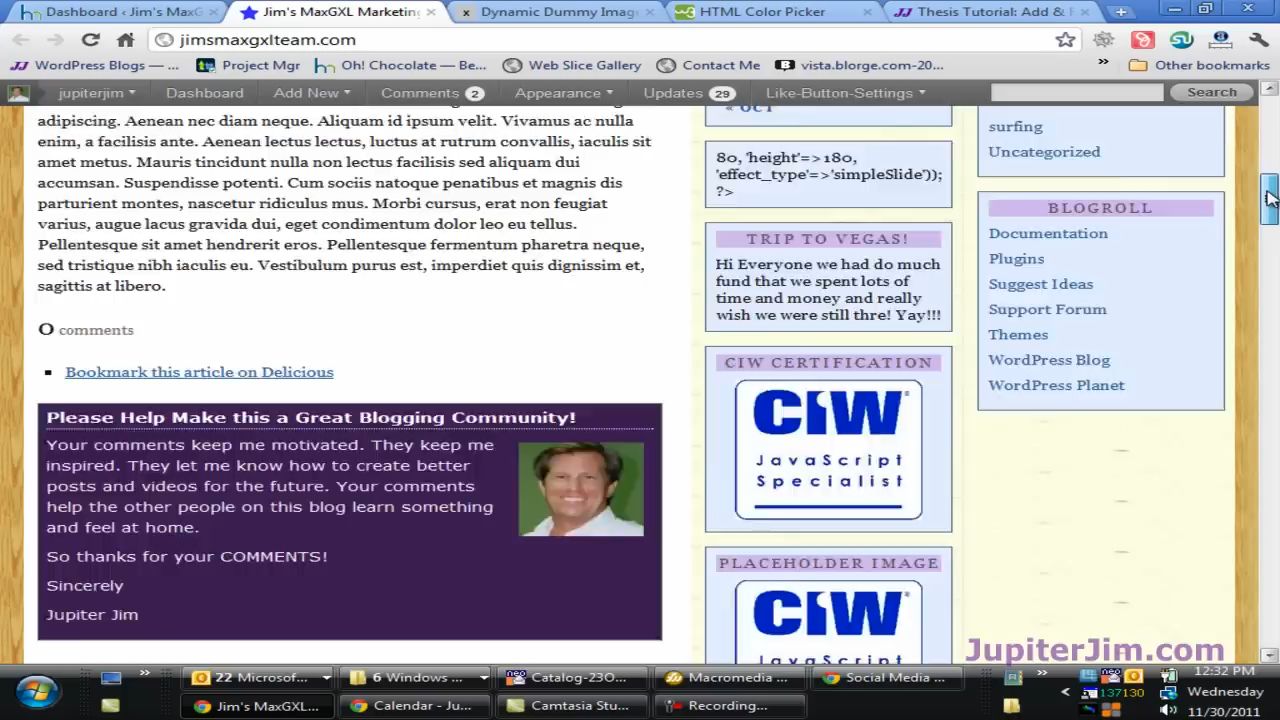 Dashboard ‹ Jim's MaxG
Jim's MaxGXL Marketing
Dynamic Dummy Imag
HTML Color Picker
Thesis Tutorial: Add & 
jimsmaxgxlteam.com
WordPress Blogs — ...
Project Mgr
Oh! Chocolate — Be...
Web Slice Gallery
Contact Me
vista.blorge.com-20...
»
Other bookmarks
jupiterjim
Dashboard
Add New
Comments 2
Appearance
Updates 29
Like-Button-Settings
Search
adipiscing. Aenean nec diam neque. Aliquam id ipsum velit. Vivamus ac nulla
enim, a facilisis ante. Aenean lectus lectus, luctus at rutrum convallis, iaculis sit
amet metus. Mauris tincidunt nulla non lectus facilisis sed aliquam dui
accumsan. Suspendisse potenti. Cum sociis natoque penatibus et magnis dis
parturient montes, nascetur ridiculus mus. Morbi cursus, erat non feugiat
varius, augue lacus gravida dui, eget condimentum dolor leo eu tellus.
Pellentesque sit amet hendrerit eros. Pellentesque fermentum pharetra neque,
sed tristique nibh iaculis eu. Vestibulum purus est, imperdiet quis dignissim et,
sagittis at libero.
0 comments
Bookmark this article on Delicious
Please Help Make this a Great Blogging Community!
Your comments keep me motivated. They keep me
inspired. They let me know how to create better
posts and videos for the future. Your comments
help the other people on this blog learn something
and feel at home.
So thanks for your COMMENTS!
Sincerely
Jupiter Jim
« OCT
80, 'height'=>180,
'effect_type'=>'simpleSlide'));
?>
TRIP TO VEGAS!
Hi Everyone we had do much
fund that we spent lots of
time and money and really
wish we were still thre! Yay!!!
CIW CERTIFICATION
CIW
JavaScript
Specialist
PLACEHOLDER IMAGE
CIW
JavaScript
surfing
Uncategorized
BLOGROLL
Documentation
Plugins
Suggest Ideas
Support Forum
Themes
WordPress Blog
WordPress Planet
JupiterJim.com
»
22 Microsof...
6 Windows ...
Catalog-23O...
Macromedia ...
Social Media ...
»
12:32 PM
Jim's MaxGXL...
Calendar - Ju...
Camtasia Stu...
Recording...
137130
Wednesday
11/30/2011